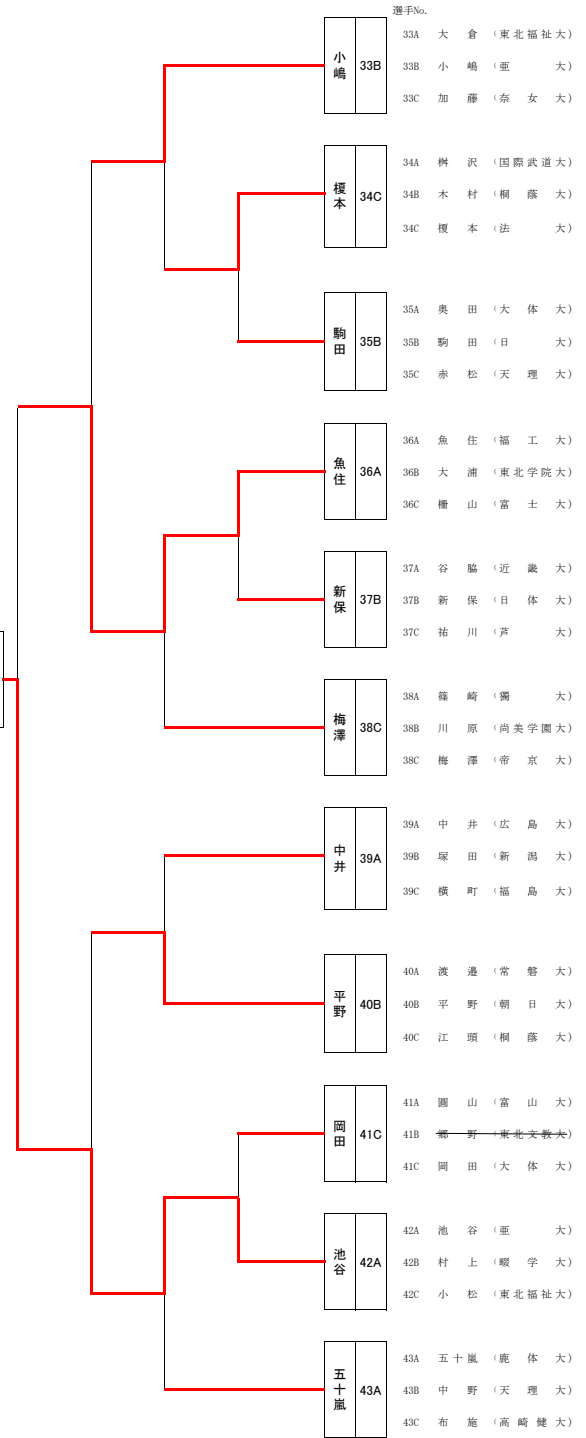 選手No.
33A 大倉（東北福祉大）
小嶋 33B
33B 小嶋（亜大）
33C 加藤（奈女大）
34A 桝沢（国際武道大）
榎本 34C
34B 木村（桐蔭大）
34C 榎本（法大）
35A 奥田（大体大）
駒田 35B
35B 駒田（日大）
35C 赤松（天理大）
36A 魚住（福工大）
魚住 36A
36B 大浦（東北学院大）
36C 柵山（富士大）
37A 谷脇（近畿大）
新保 37B
37B 新保（日体大）
37C 祐川（芦大）
38A 篠崎（獨大）
梅澤 38C
38B 川原（尚美学園大）
38C 梅澤（帝京大）
39A 中井（広島大）
中井 39A
39B 塚田（新潟大）
39C 横町（福島大）
40A 渡邉（常磐大）
平野 40B
40B 平野（朝日大）
40C 江頭（桐蔭大）
41A 圓山（富山大）
岡田 41C
41B 郷野（東北文教大）
41C 岡田（大体大）
42A 池谷（亜大）
池谷 42A
42B 村上（畷学大）
42C 小松（東北福祉大）
43A 五十嵐（鹿体大）
五十嵐 43A
43B 中野（天理大）
43C 布施（高崎健大）